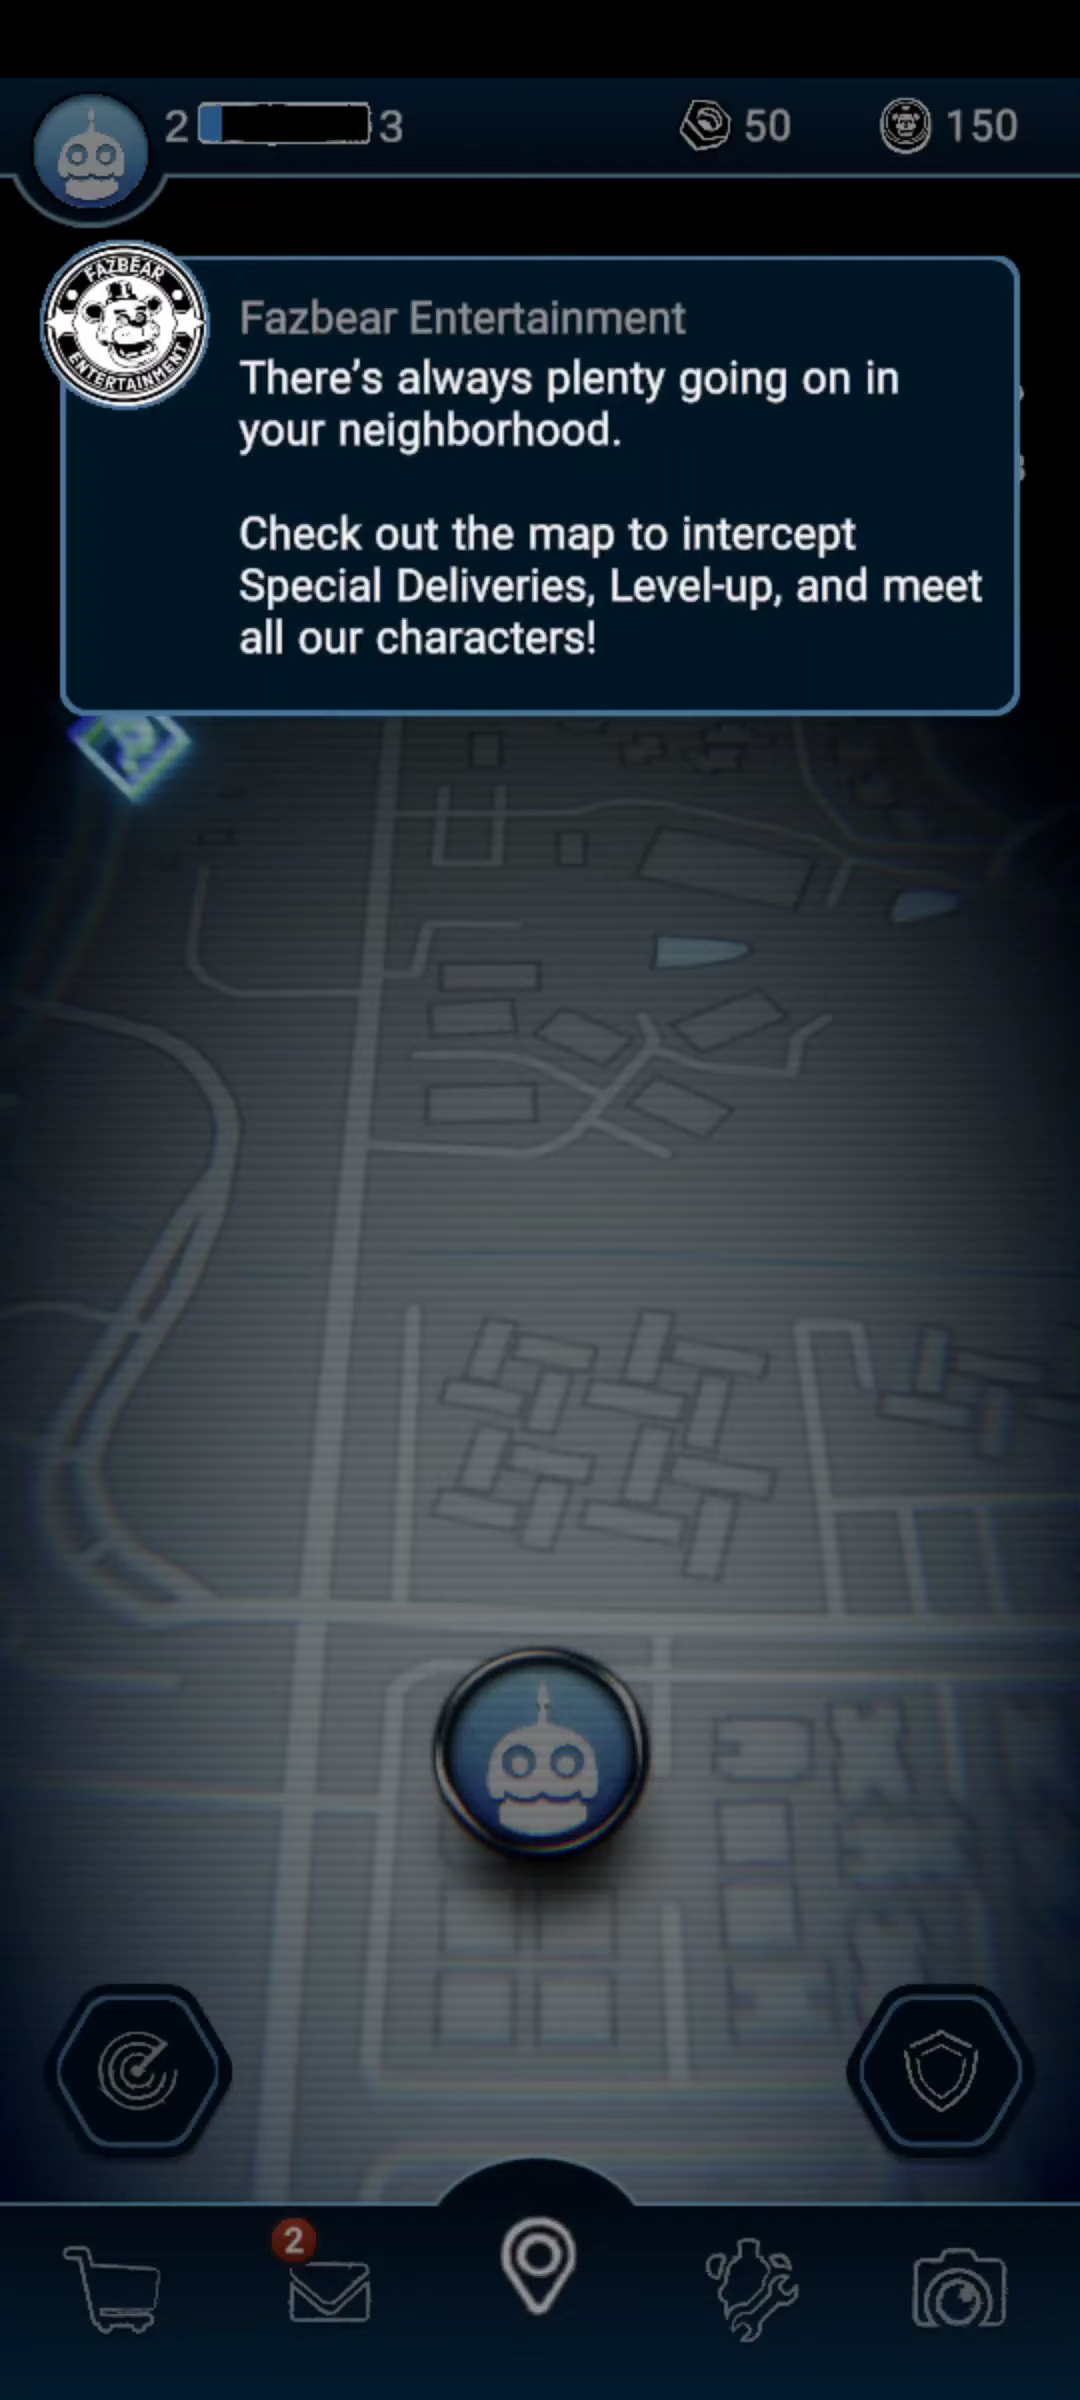 2 3 50 150
FAZBEAR
ENTERTAINMENT
Fazbear Entertainment
There's always plenty going on in
your neighborhood.
Check out the map to intercept
Special Deliveries, Level-up, and meet
all our characters!
2